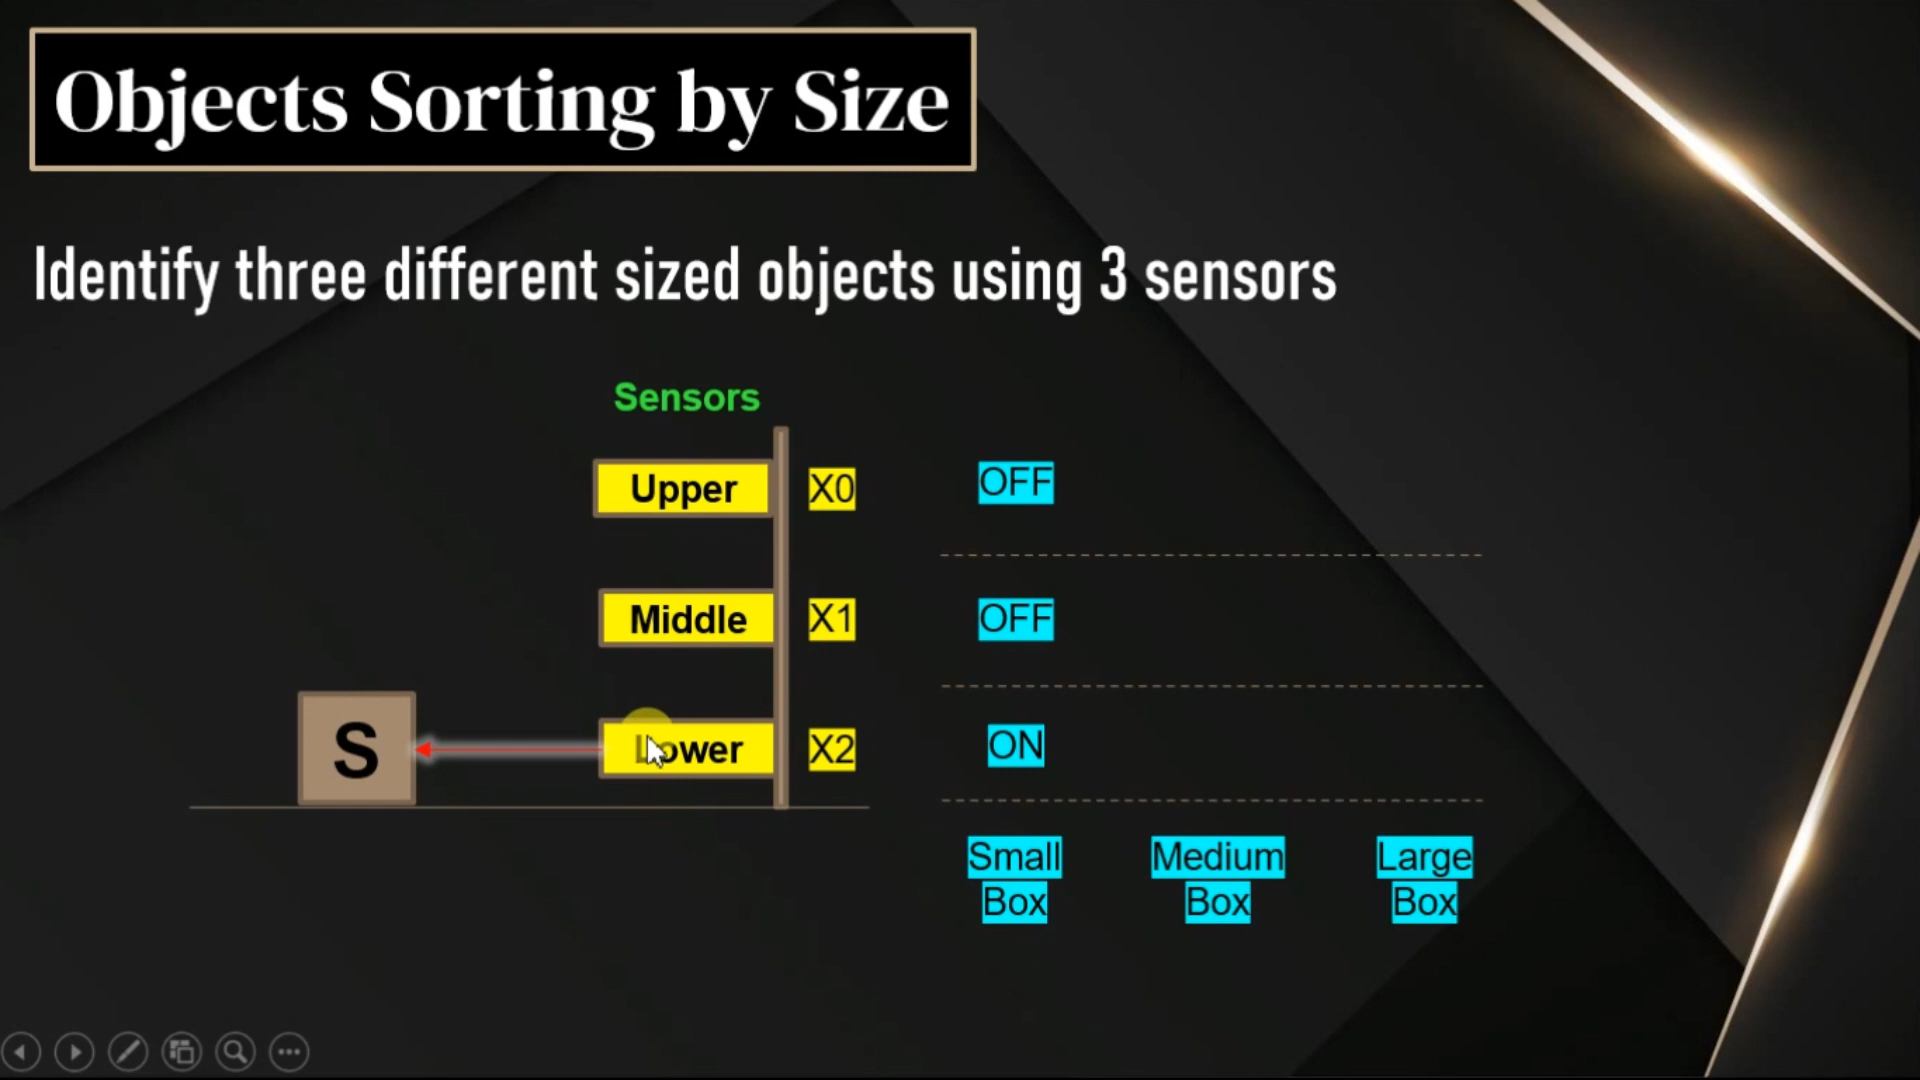 Objects Sorting by Size
Identify three different sized objects using 3 sensors
Sensors
Upper X0 OFF
Middle X1 OFF
S Lower X2 ON
Small Medium Large
Box Box Box